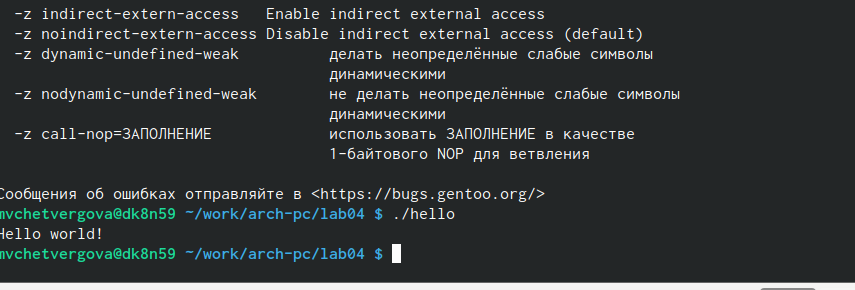 -z indirect-extern-access   Enable indirect external access
-z noindirect-extern-access Disable indirect external access (default)
-z dynamic-undefined-weak          делать неопределённые слабые символы
динамическими
-z nodynamic-undefined-weak        не делать неопределённые слабые символы
динамическими
-z call-nop=ЗАПОЛНЕНИЕ             использовать ЗАПОЛНЕНИЕ в качестве
1-байтового NOP для ветвления
Сообщения об ошибках отправляйте в <https://bugs.gentoo.org/>
mvchetvergova@dk8n59 ~/work/arch-pc/lab04 $ ./hello
Hello world!
mvchetvergova@dk8n59 ~/work/arch-pc/lab04 $